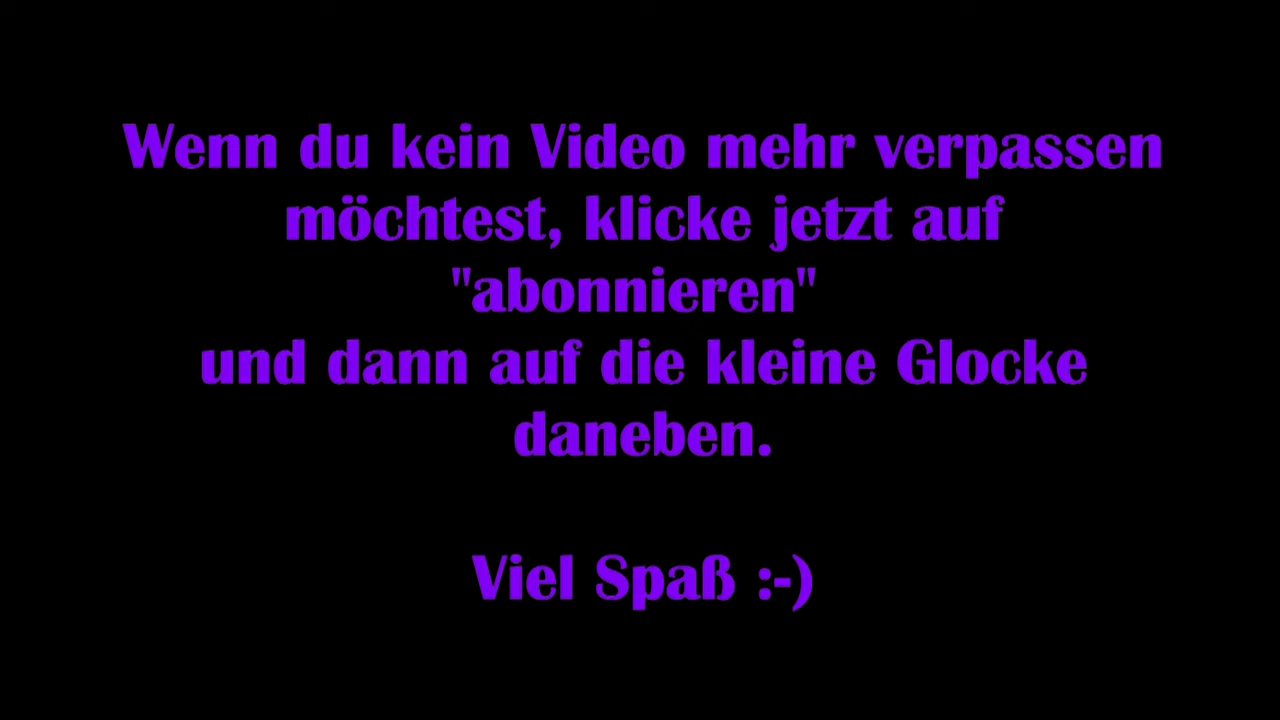 Wenn du kein Video mehr verpassen
möchtest, klicke jetzt auf
"abonnieren"
und dann auf die kleine Glocke
daneben.
Viel Spaß :-)